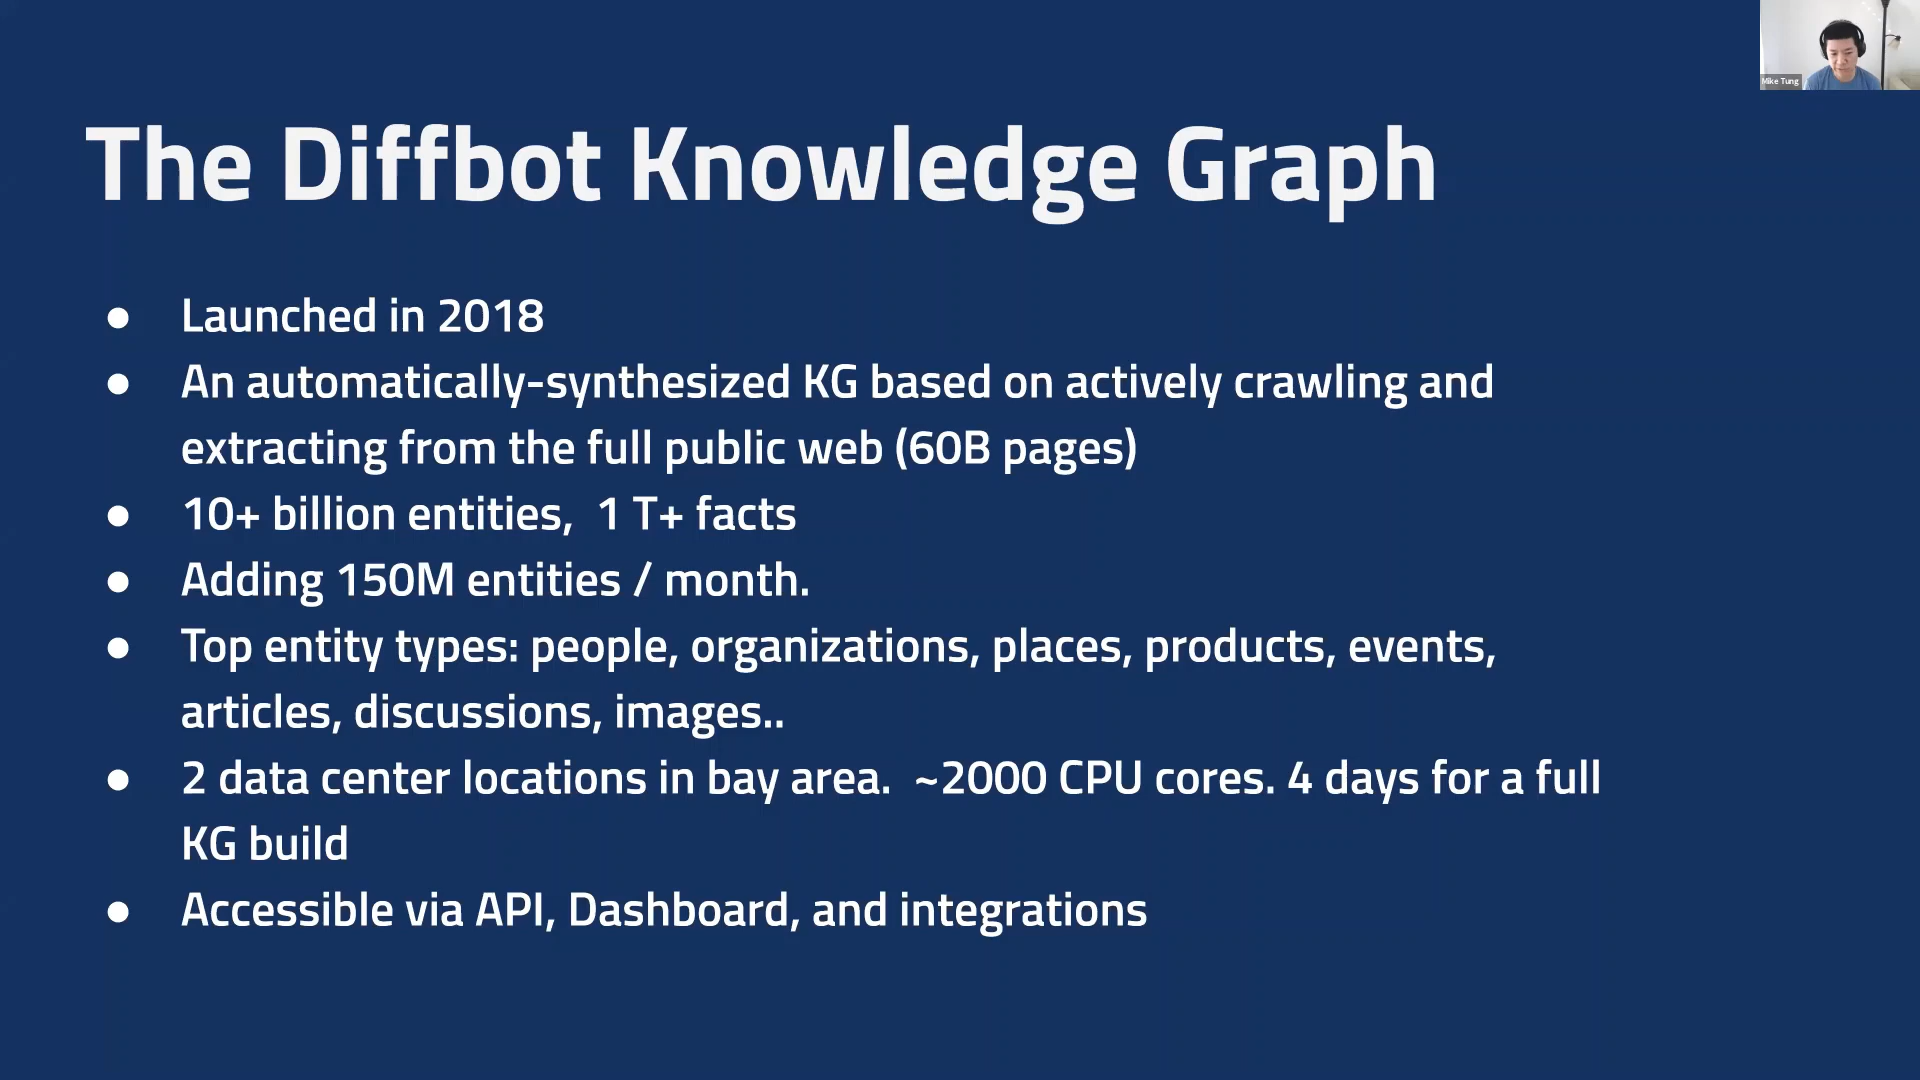 Mike Tung
The Diffbot Knowledge Graph
● Launched in 2018
● An automatically-synthesized KG based on actively crawling and
extracting from the full public web (60B pages)
● 10+ billion entities,  1 T+ facts
● Adding 150M entities / month.
● Top entity types: people, organizations, places, products, events,
articles, discussions, images..
● 2 data center locations in bay area.  ~2000 CPU cores. 4 days for a full
KG build
● Accessible via API, Dashboard, and integrations